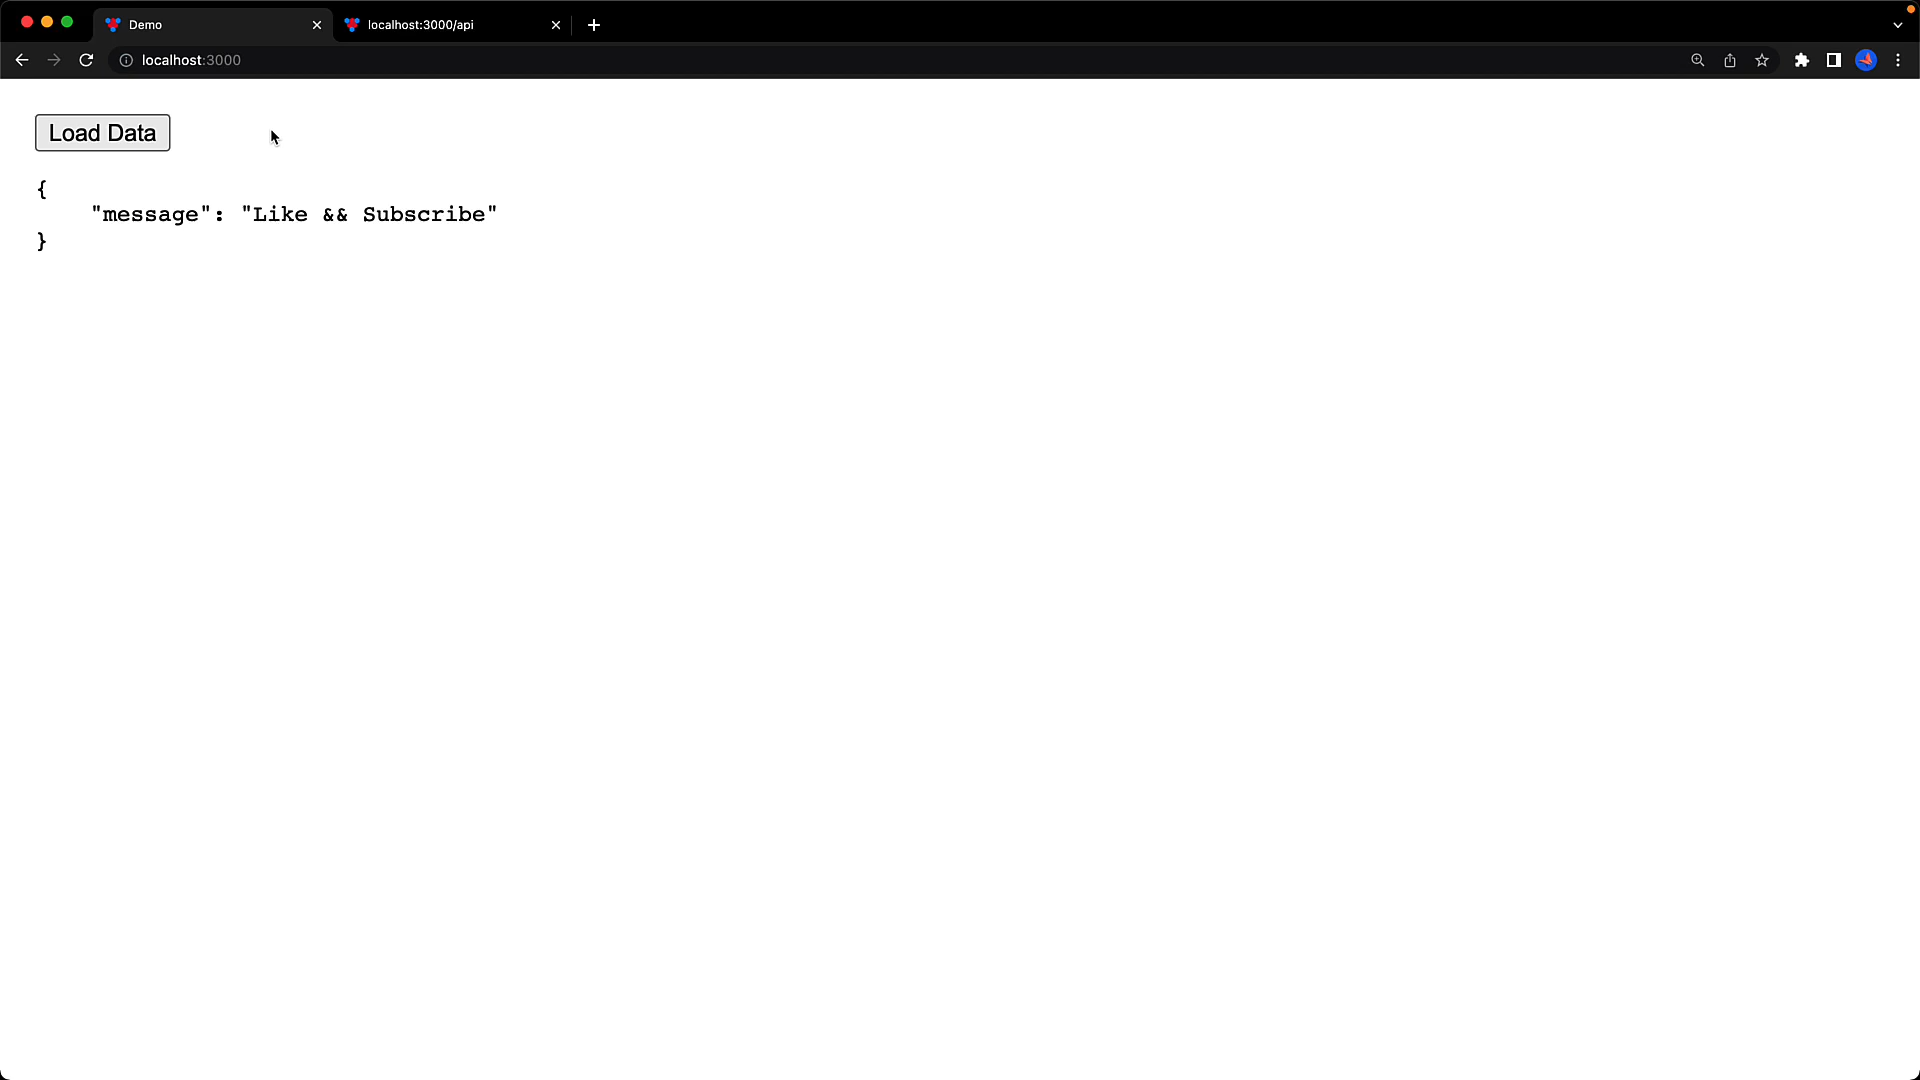 Demo
localhost:3000/api
localhost:3000
Load Data
{
"message": "Like && Subscribe"
}